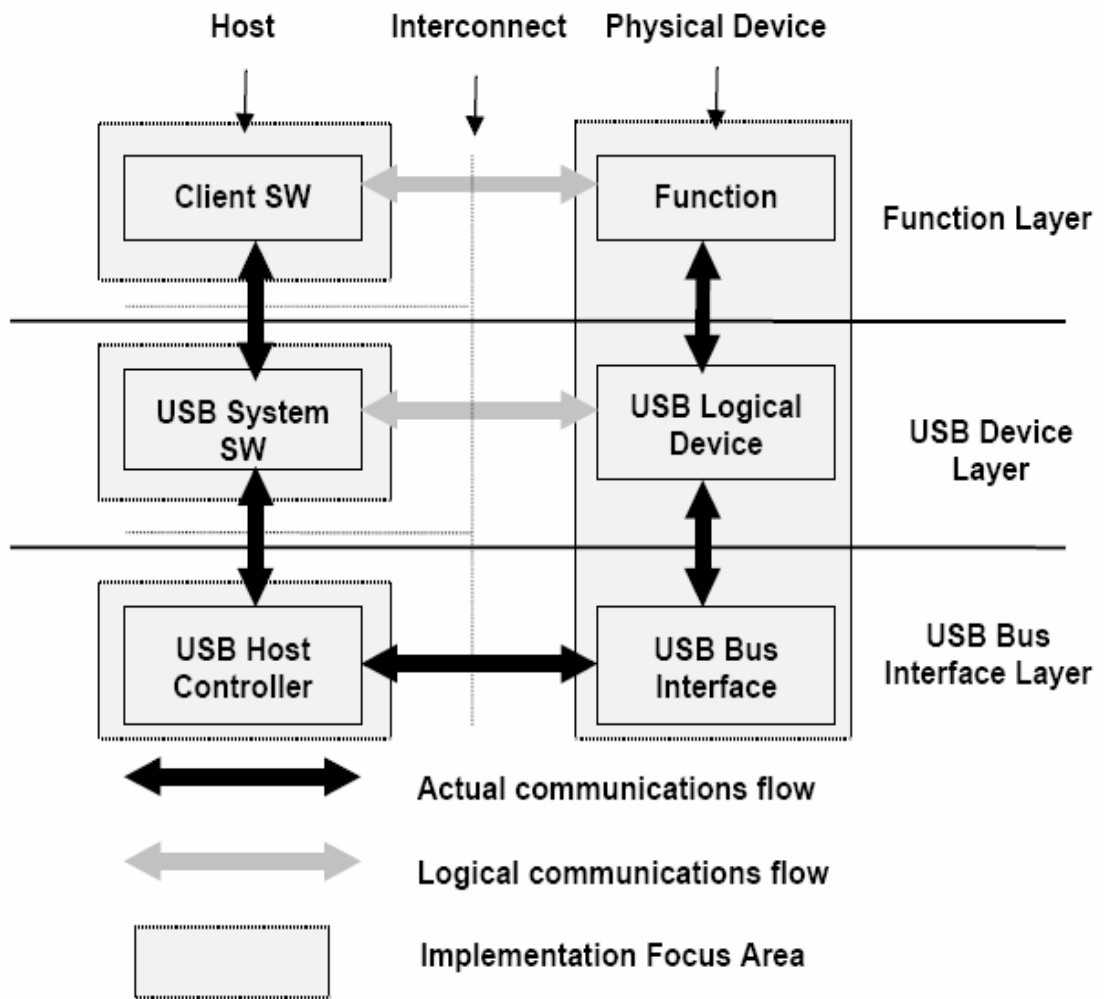 Host
Interconnect
Physical Device
Client SW
Function
Function Layer
USB System
SW
USB Logical
Device
USB Device
Layer
USB Host
Controller
USB Bus
Interface
USB Bus
Interface Layer
Actual communications flow
Logical communications flow
Implementation Focus Area